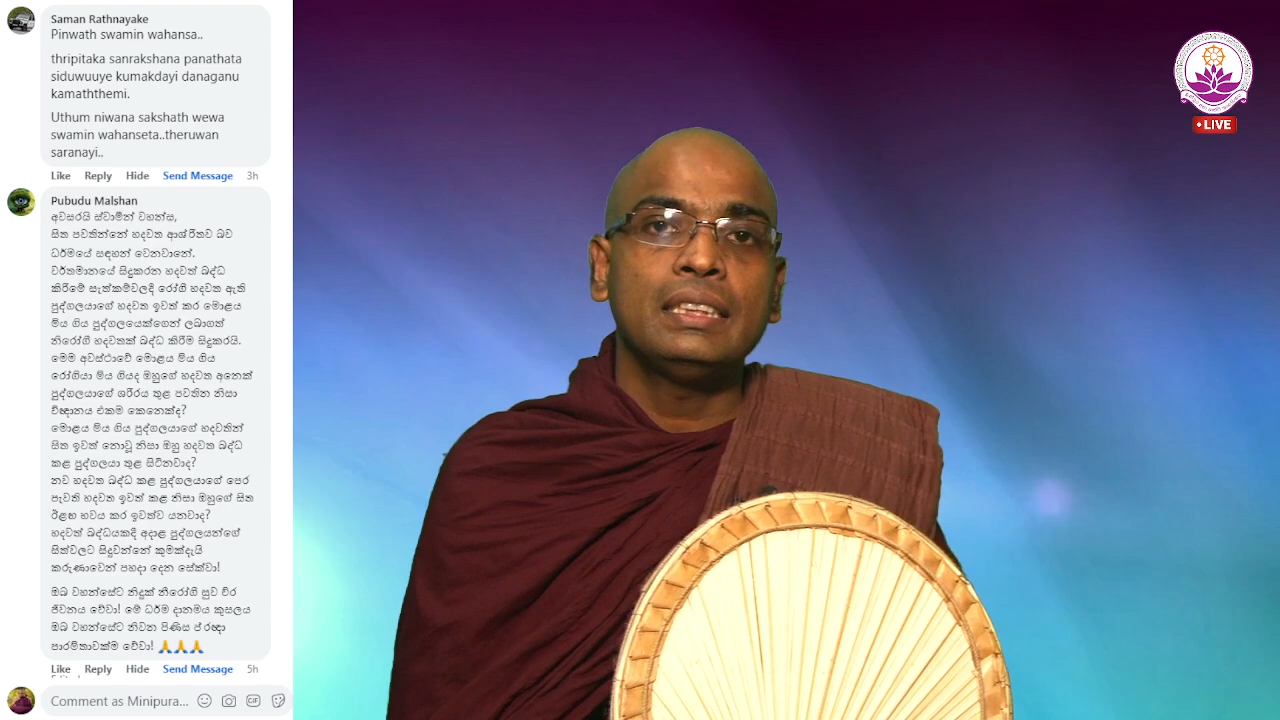 Saman Rathnayake
Pinwath swamin wahansa..
thripitaka sanrakshana panathata
siduwuuye kumakdayi danaganu
kamaththemi.
Uthum niwana sakshath wewa
swamin wahanseta..theruwan
saranayi..
Like Reply Hide Send Message 3h
Pubudu Malshan
අවසරයි ස්වාමීන් වහන්ස,
සිත පවතින්නේ හදවත ආශ්‍රිතව බව
ධර්මයේ සඳහන් වෙනවානේ.
වර්තමානයේ සිදුකරන හදවත් බද්ධ
කිරීමේ සැත්කම්වලදී රෝගී හදවත ඇති
පුද්ගලයාගේ හදවත ඉවත් කර මොළය
මිය ගිය පුද්ගලයෙක්ගෙන් ලබාගත්
නිරෝගී හදවතක් බද්ධ කිරීම සිදුකරයි.
මෙම අවස්ථාවේ මොළය මිය ගිය
රෝගියා මිය ගියද ඔහුගේ හදවත අනෙක්
පුද්ගලයාගේ ශරීරය තුළ පවතින නිසා
විඤානය එකම කෙනෙක්ද?
මොළය මිය ගිය පුද්ගලයාගේ හදවතින්
සිත ඉවත් නොවූ නිසා ඔහු හදවත බද්ධ
කළ පුද්ගලයා තුළ සිටිනවාද?
නව හදවත බද්ධ කළ පුද්ගලයාගේ පෙර
පැවති හදවත ඉවත් කළ නිසා ඔහුගේ සිත
ඊළඟ භවය කර ඉවත්ව යනවාද?
හදවත් බද්ධයකදී අදාළ පුද්ගලයන්ගේ
සිත්වලට සිදුවන්නේ කුමක්දැයි
කරුණාවෙන් පහදා දෙන සේක්වා!
ඔබ වහන්සේට නිදුක් නිරෝගී සුව චිර
ජීවනය වේවා! මේ ධර්ම දානමය කුසලය
ඔබ වහන්සේට නිවන පිණිස ප්‍රඥා
පාරමිතාවක්ම වේවා! 🙏🙏🙏
Like Reply Hide Send Message 5h
Comment as Minipura...
GIF
• LIVE